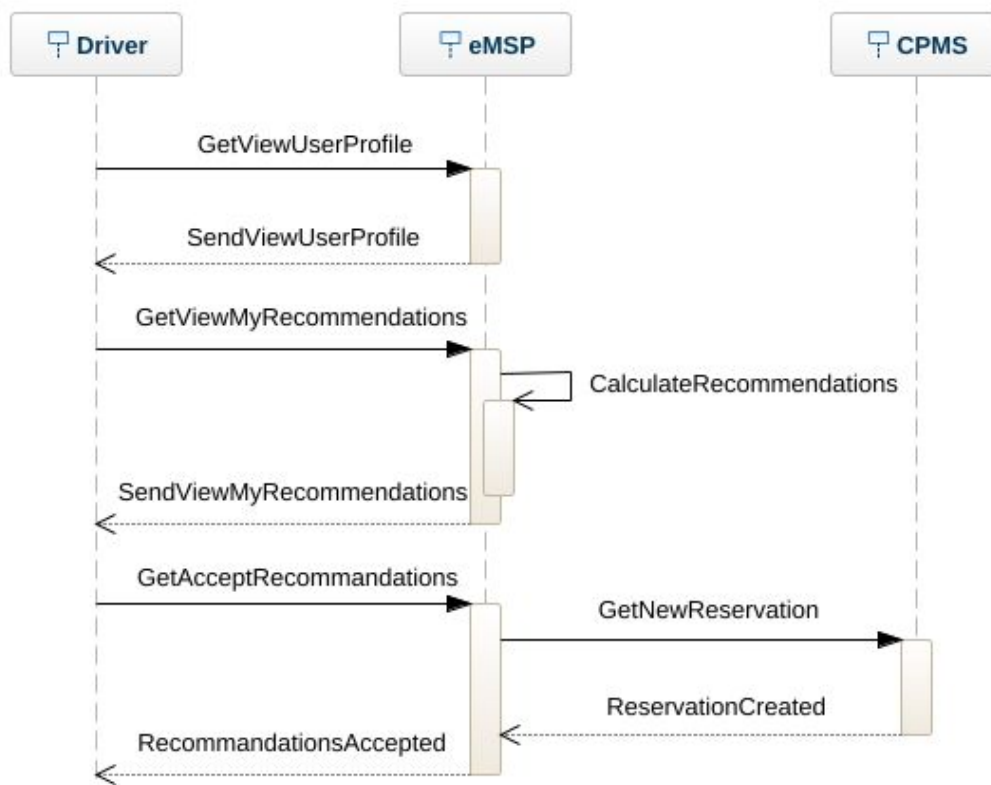 Driver
eMSP
CPMS
GetViewUserProfile
SendViewUserProfile
GetViewMyRecommendations
CalculateRecommendations
SendViewMyRecommendations
GetAcceptRecommandations
GetNewReservation
ReservationCreated
RecommandationsAccepted